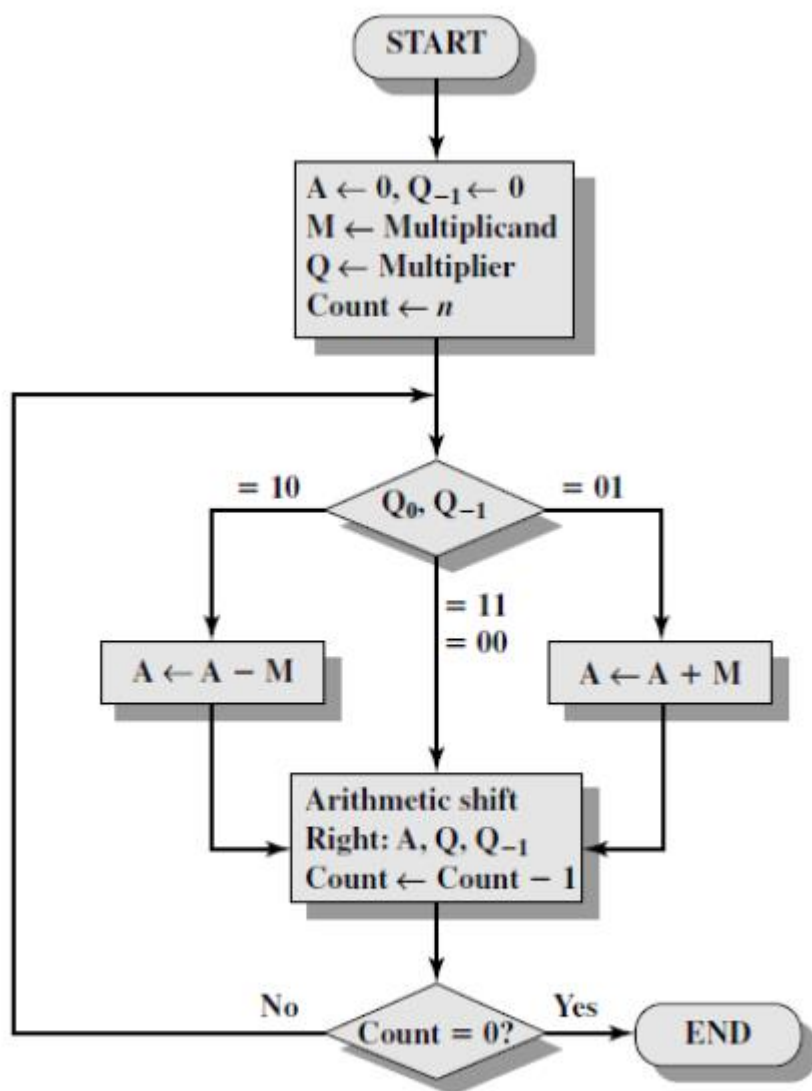 START
A ← 0, Q₋₁ ← 0
M ← Multiplicand
Q ← Multiplier
Count ← n
= 10
Q₀, Q₋₁
= 01
= 11
= 00
A ← A − M
A ← A + M
Arithmetic shift
Right: A, Q, Q₋₁
Count ← Count − 1
No
Count = 0?
Yes
END